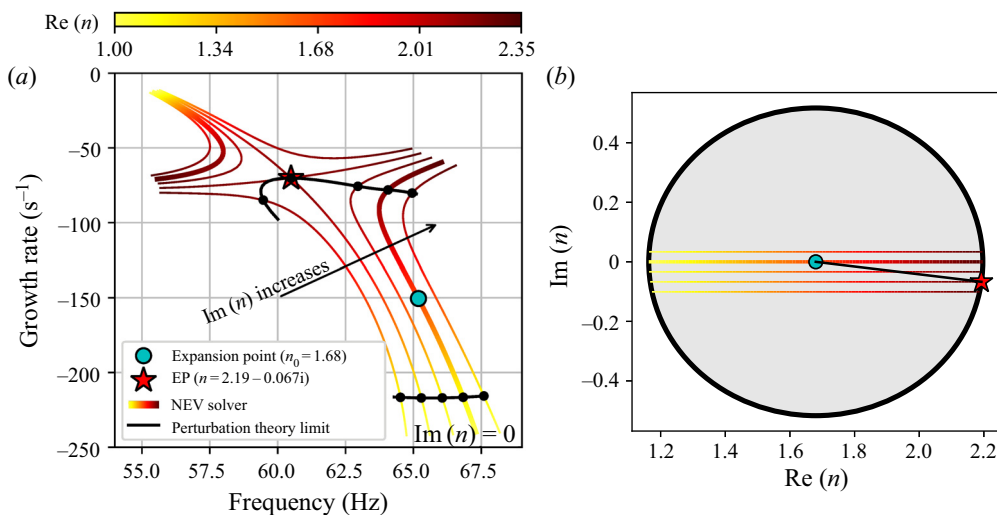 Re (n)
1.00 1.34 1.68 2.01 2.35
(a)
0
−50
−100
−150
−200
−250
Growth rate (s−1)
55.0 57.5 60.0 62.5 65.0 67.5
Frequency (Hz)
Im (n) increases
Expansion point (n0 = 1.68)
EP (n = 2.19 – 0.067i)
NEV solver
Perturbation theory limit
Im (n) = 0
(b)
0.4
0.2
0
−0.2
−0.4
Im (n)
1.2 1.4 1.6 1.8 2.0 2.2
Re (n)